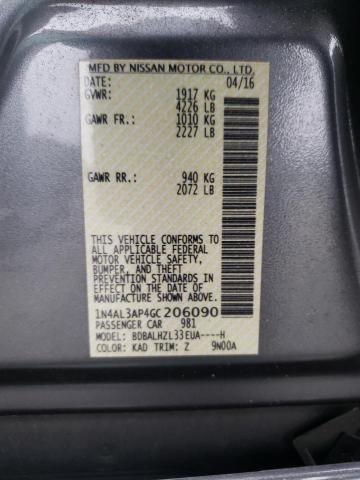 MFD BY NISSAN MOTOR CO., LTD.
DATE: 04/16
GVWR: 1917 KG
4226 LB
GAWR FR.: 1010 KG
2227 LB
GAWR RR.: 940 KG
2072 LB
THIS VEHICLE CONFORMS TO
ALL APPLICABLE FEDERAL
MOTOR VEHICLE SAFETY,
BUMPER, AND THEFT
PREVENTION STANDARDS
IN EFFECT ON THE DATE OF
MANUFACTURE SHOWN ABOVE.
1N4AL3AP4GC206090
PASSENGER CAR 981
MODEL: BDBALHZL33EUA----H
COLOR: KAD TRIM: Z 9N00A